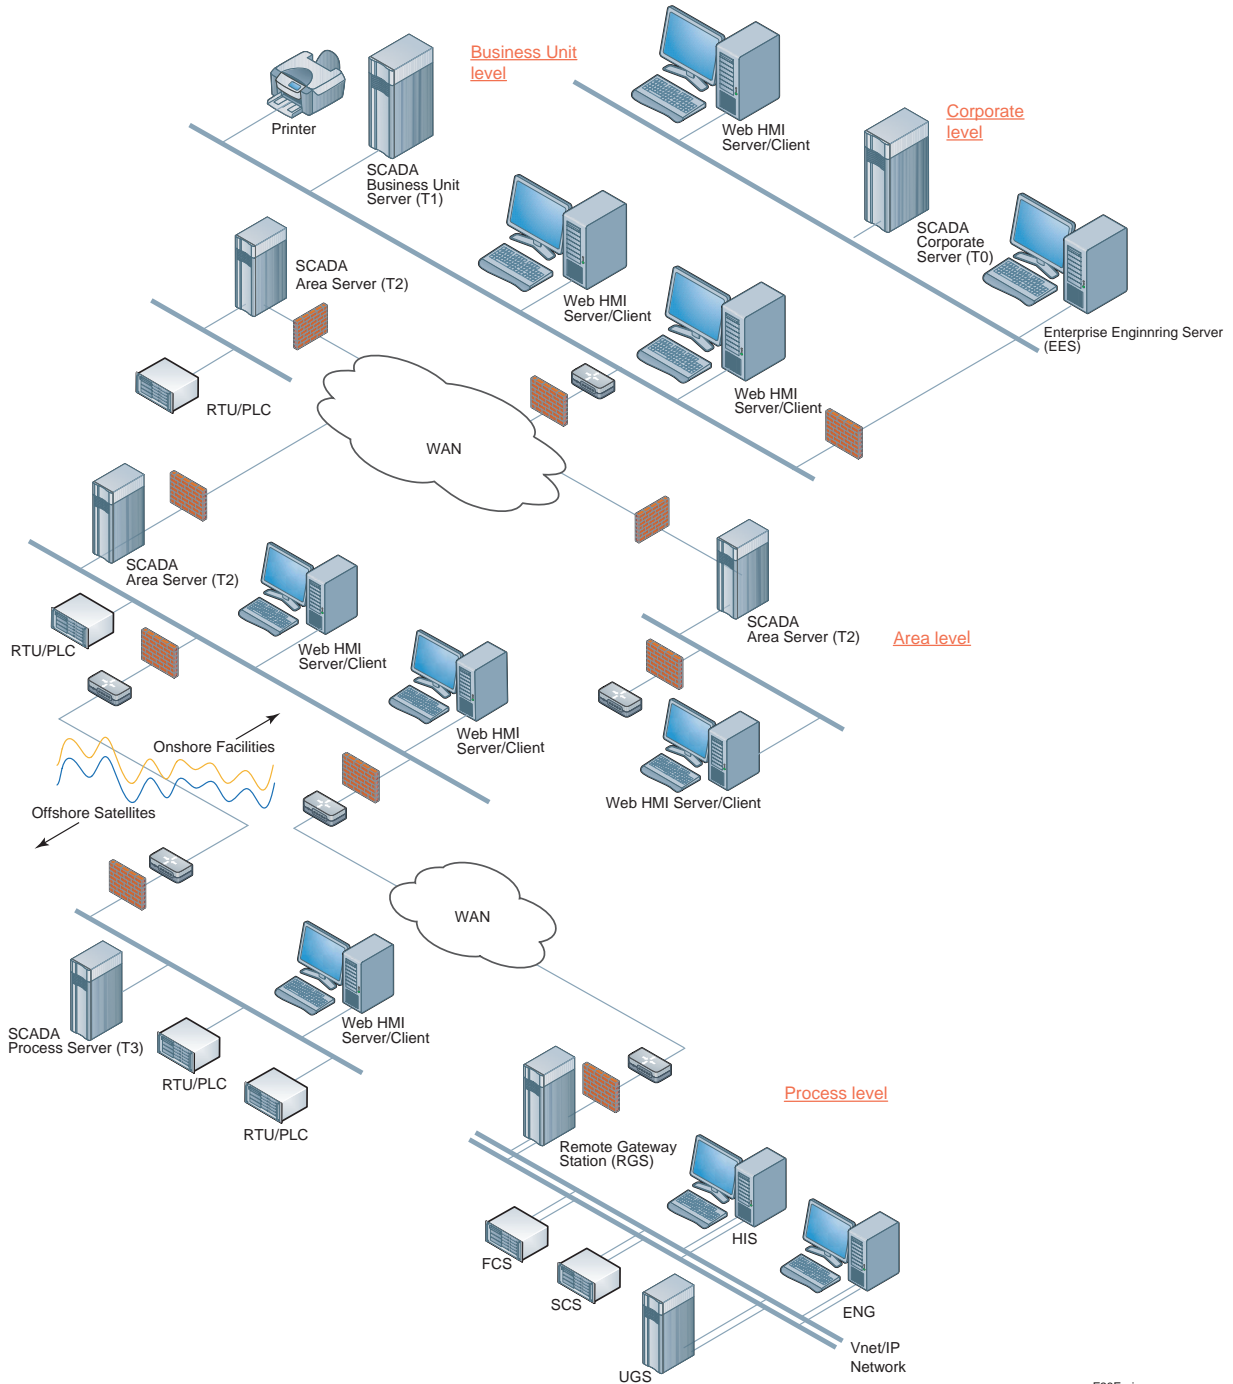 Business Unit
level
Printer
SCADA
Business Unit
Server (T1)
Web HMI
Server/Client
Corporate
level
SCADA
Corporate
Server (T0)
Enterprise Enginnring Server
(EES)
SCADA
Area Server (T2)
Web HMI
Server/Client
Web HMI
Server/Client
RTU/PLC
WAN
SCADA
Area Server (T2)
RTU/PLC
Web HMI
Server/Client
Web HMI
Server/Client
SCADA
Area Server (T2)
Area level
Web HMI Server/Client
Onshore Facilities
Offshore Satellites
WAN
SCADA
Process Server (T3)
Web HMI
Server/Client
RTU/PLC
RTU/PLC
Process level
Remote Gateway
Station (RGS)
HIS
FCS
SCS
ENG
UGS
Vnet/IP
Network